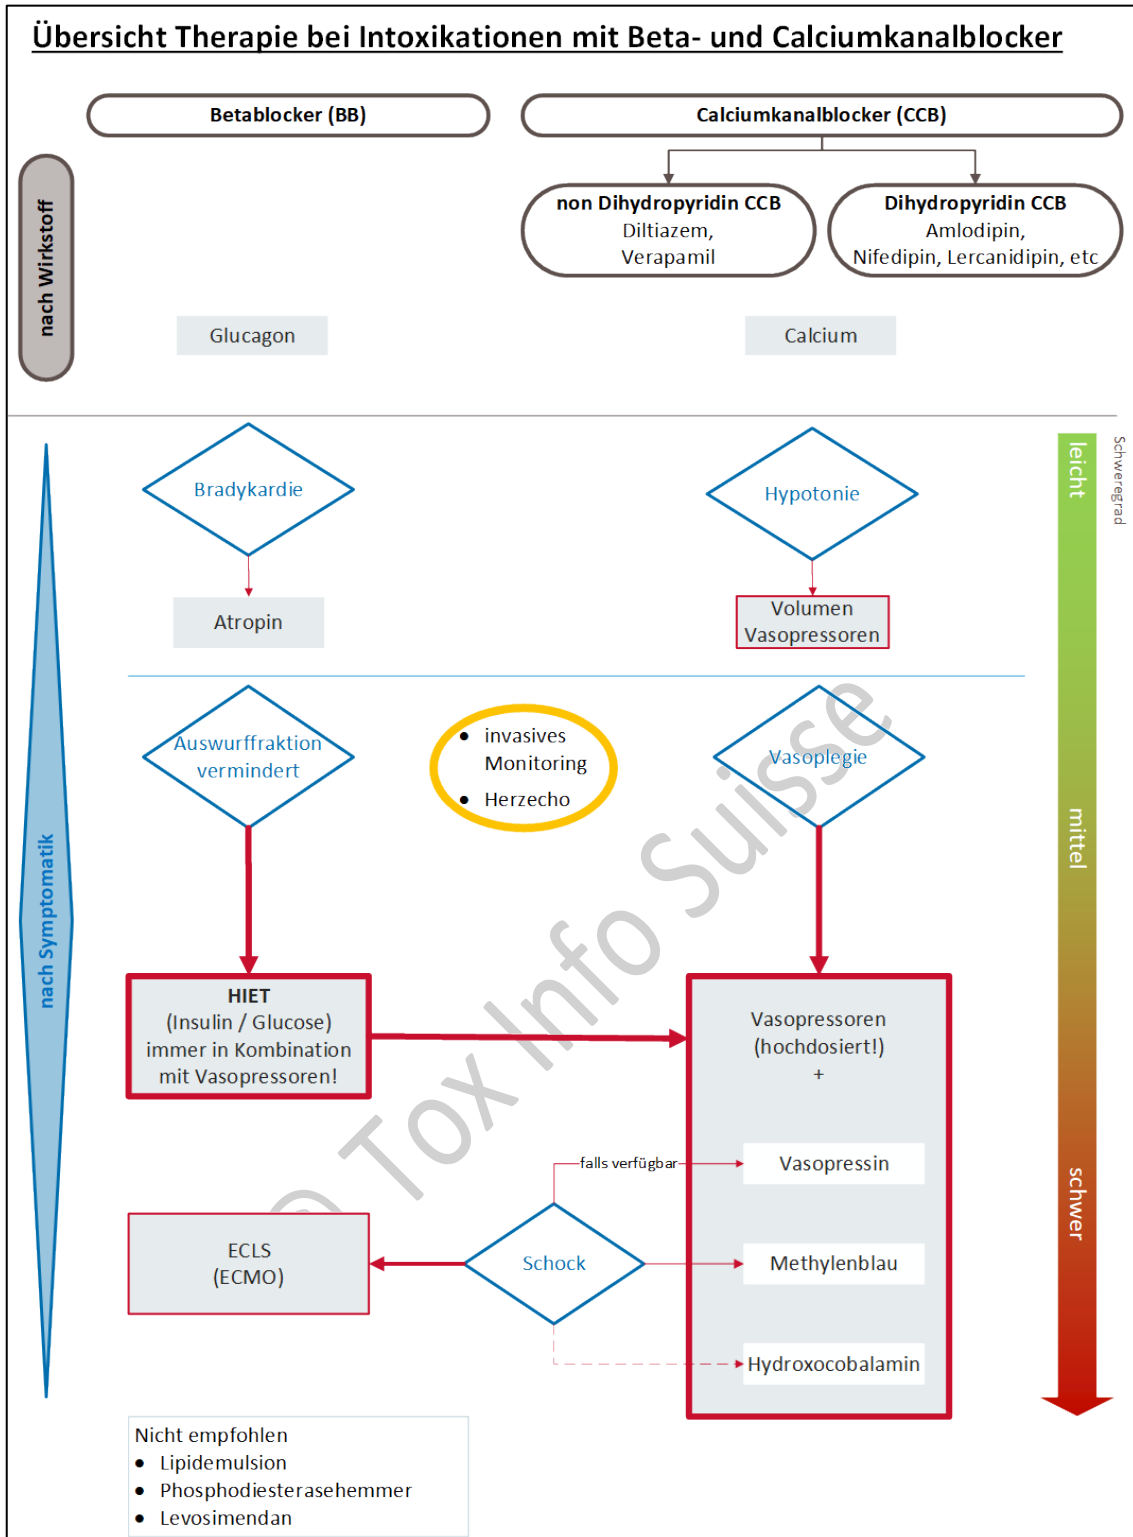 Übersicht Therapie bei Intoxikationen mit Beta- und Calciumkanalblocker
Betablocker (BB)
Calciumkanalblocker (CCB)
nach Wirkstoff
non Dihydropyridin CCB
Diltiazem,
Verapamil
Dihydropyridin CCB
Amlodipin,
Nifedipin, Lercanidipin, etc
Glucagon
Calcium
nach Symptomatik
Schweregrad
leicht
mittel
schwer
Bradykardie
Hypotonie
Atropin
Volumen
Vasopressoren
Auswurffraktion
vermindert
• invasives
Monitoring
• Herzecho
Vasoplegie
HIET
(Insulin / Glucose)
immer in Kombination
mit Vasopressoren!
Vasopressoren
(hochdosiert!)
+
falls verfügbar
Vasopressin
ECLS
(ECMO)
Schock
Methylenblau
Hydroxocobalamin
Nicht empfohlen
• Lipidemulsion
• Phosphodiesterasehemmer
• Levosimendan
© Tox Info Suisse